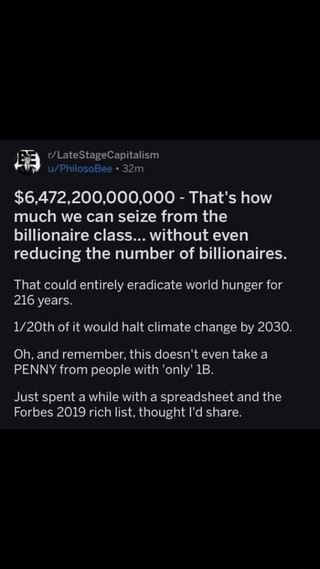 r/LateStageCapitalism
u/PhilosoBee • 32m
$6,472,200,000,000 - That's how
much we can seize from the
billionaire class... without even
reducing the number of billionaires.
That could entirely eradicate world hunger for
216 years.
1/20th of it would halt climate change by 2030.
Oh, and remember, this doesn't even take a
PENNY from people with 'only' 1B.
Just spent a while with a spreadsheet and the
Forbes 2019 rich list, thought I'd share.